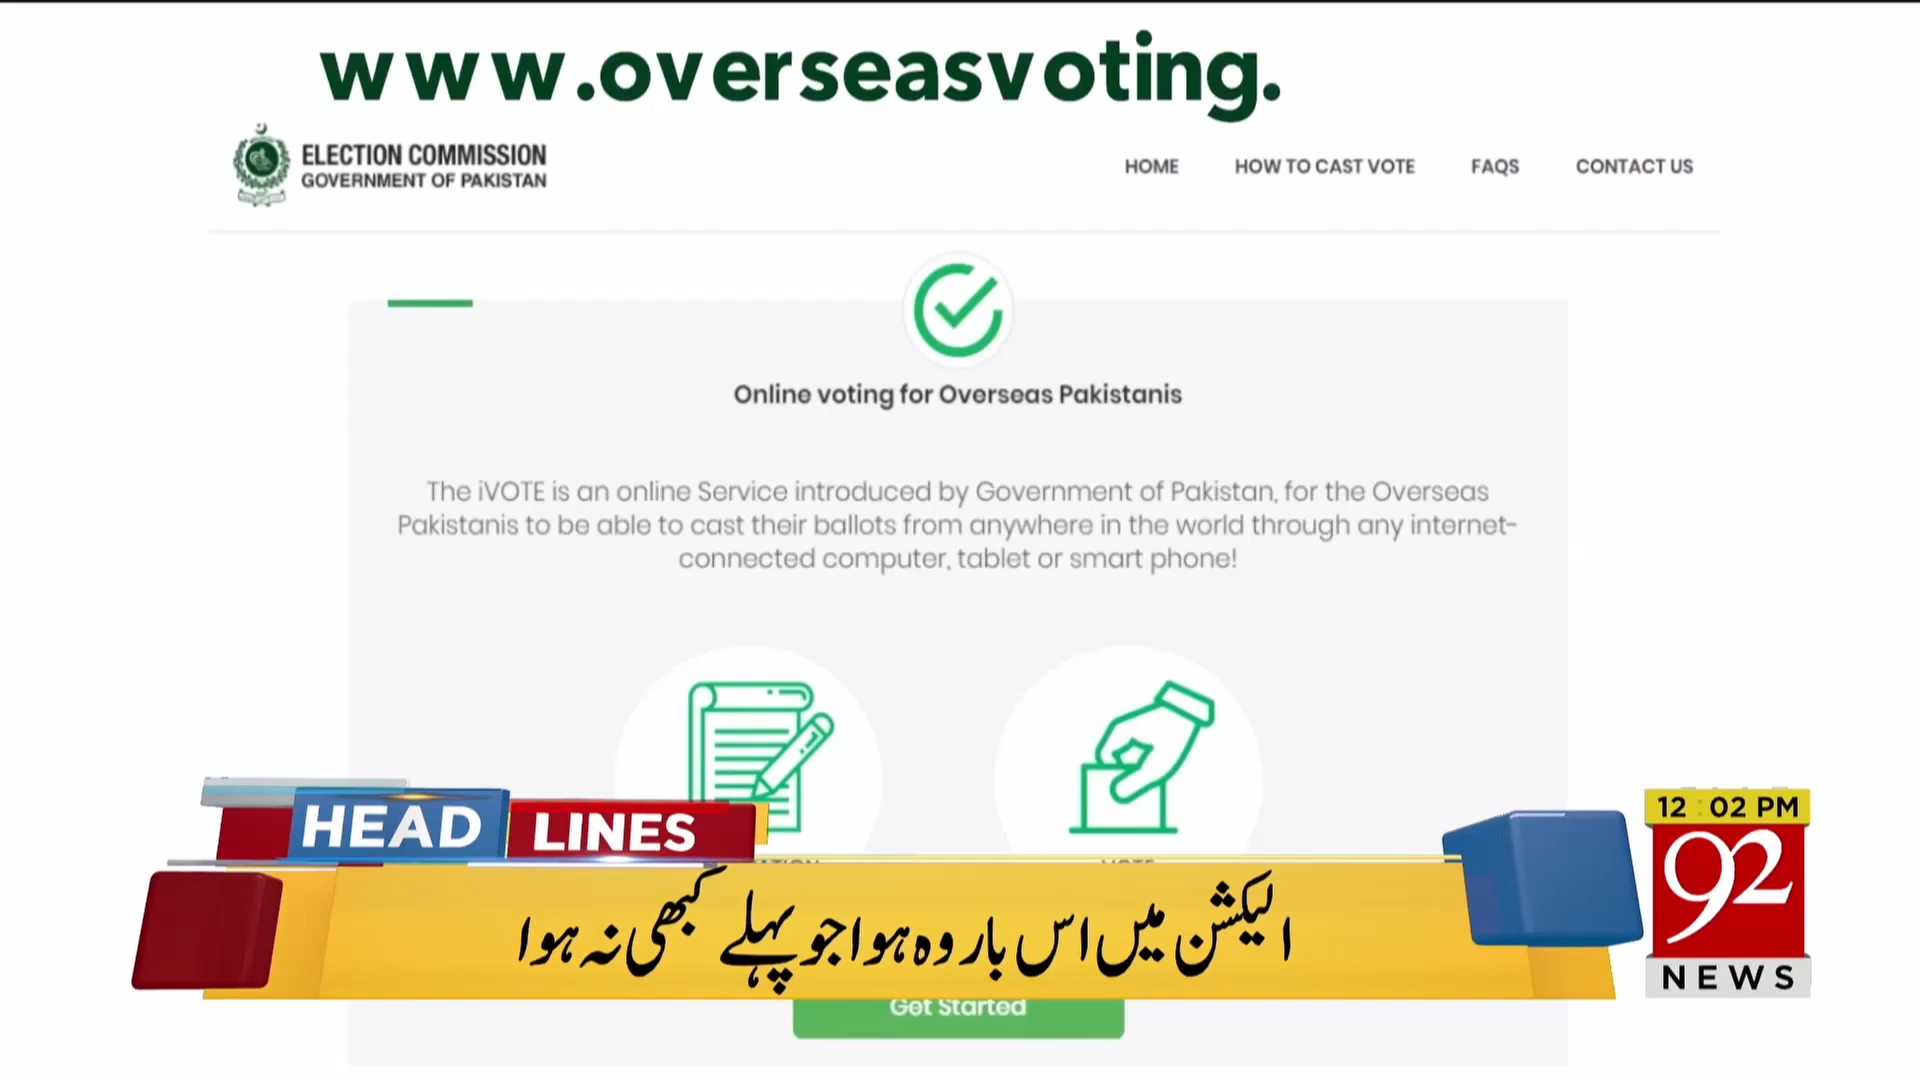 www.overseasvoting.
ELECTION COMMISSION
GOVERNMENT OF PAKISTAN
HOME HOW TO CAST VOTE FAQS CONTACT US
Online voting for Overseas Pakistanis
The iVOTE is an online Service introduced by Government of Pakistan, for the Overseas
Pakistanis to be able to cast their ballots from anywhere in the world through any internet-
connected computer, tablet or smart phone!
HEAD LINES
12:02 PM
92
NEWS
الیکشن میں اس بار وہ ہوا جو پہلے کبھی نہ ہوا
Get Started